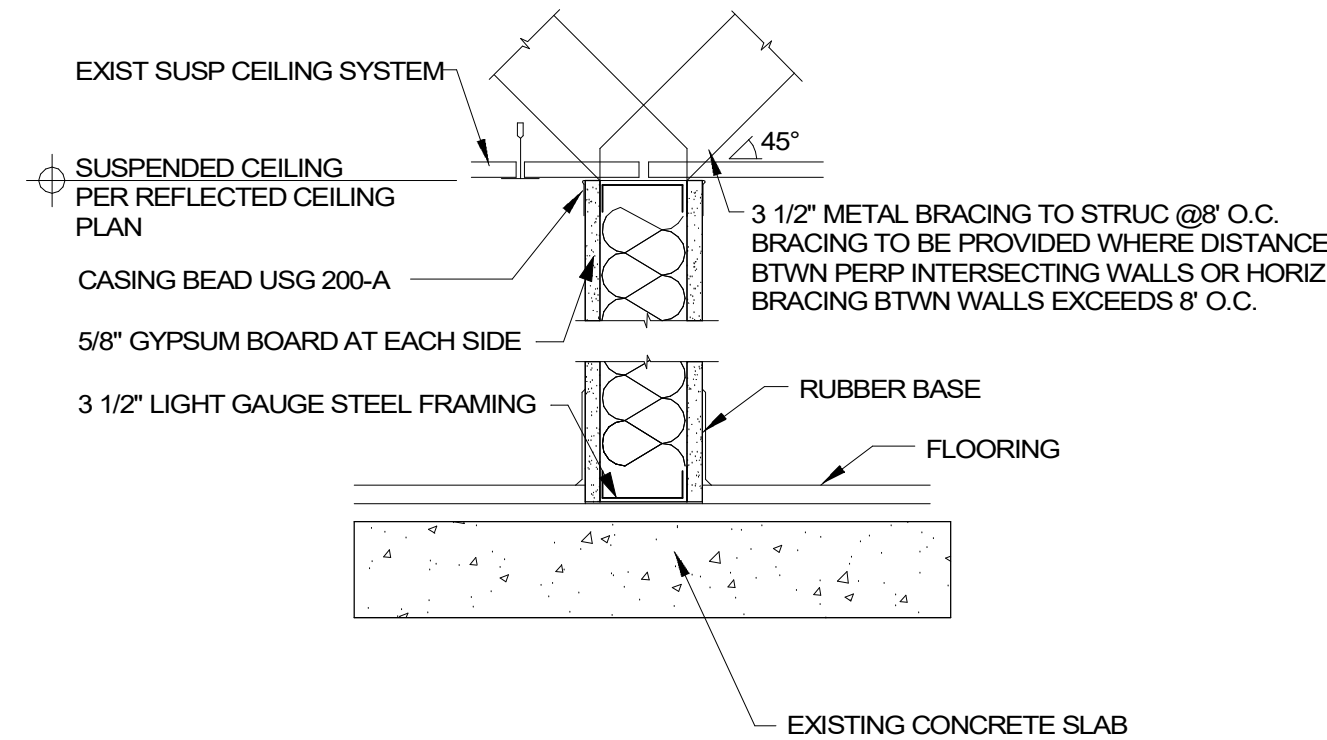 EXIST SUSP CEILING SYSTEM
SUSPENDED CEILING
PER REFLECTED CEILING
PLAN
CASING BEAD USG 200-A
5/8" GYPSUM BOARD AT EACH SIDE
3 1/2" LIGHT GAUGE STEEL FRAMING
45°
3 1/2" METAL BRACING TO STRUC @8' O.C.
BRACING TO BE PROVIDED WHERE DISTANCE
BTWN PERP INTERSECTING WALLS OR HORIZ
BRACING BTWN WALLS EXCEEDS 8' O.C.
RUBBER BASE
FLOORING
EXISTING CONCRETE SLAB